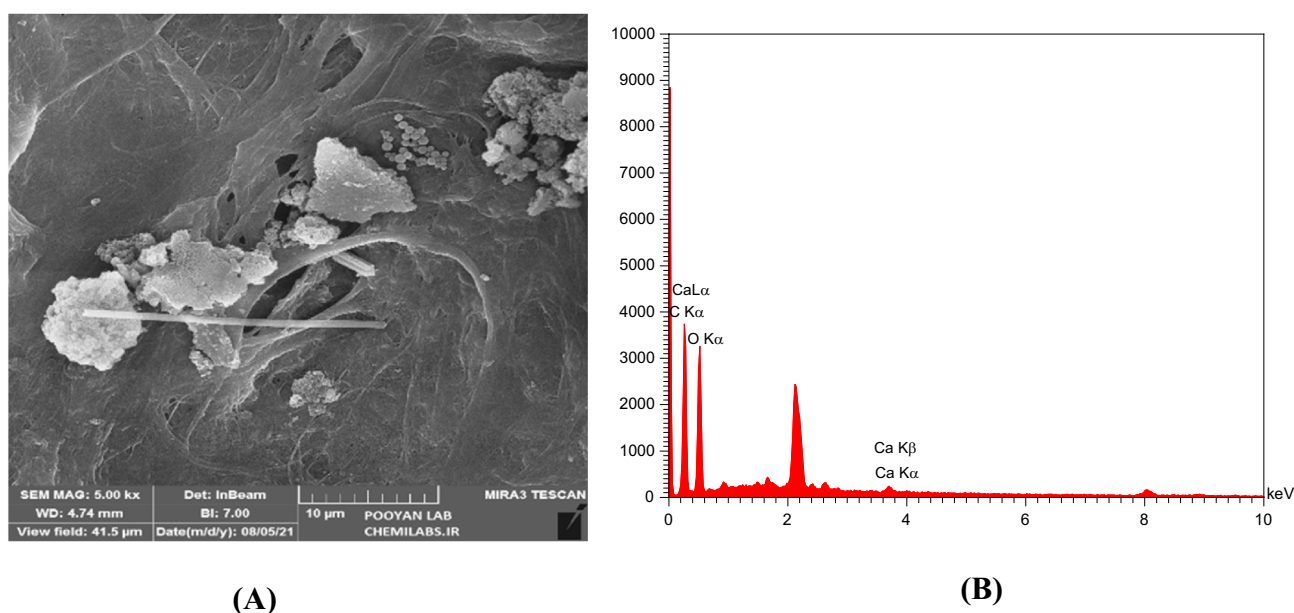 SEM MAG: 5.00 kx Det: InBeam MIRA3 TESCAN
WD: 4.74 mm BI: 7.00 10 µm POOYAN LAB
View field: 41.5 µm Date(m/d/y): 08/05/21 CHEMILABS.IR
(A)
10000
9000
8000
7000
6000
5000
4000
3000
2000
1000
0
CaLα
C Kα
O Kα
Ca Kβ
Ca Kα
keV
0 2 4 6 8 10
(B)